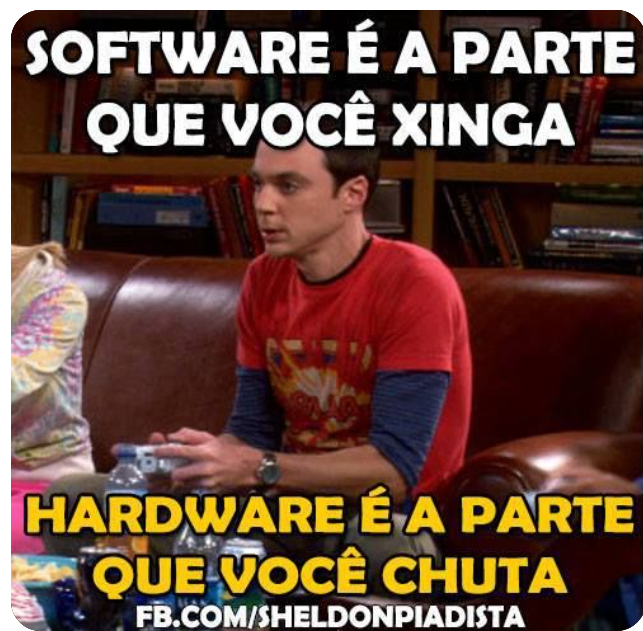 SOFTWARE É A PARTE
QUE VOCÊ XINGA
HARDWARE É A PARTE
QUE VOCÊ CHUTA
FB.COM/SHELDONPIADISTA